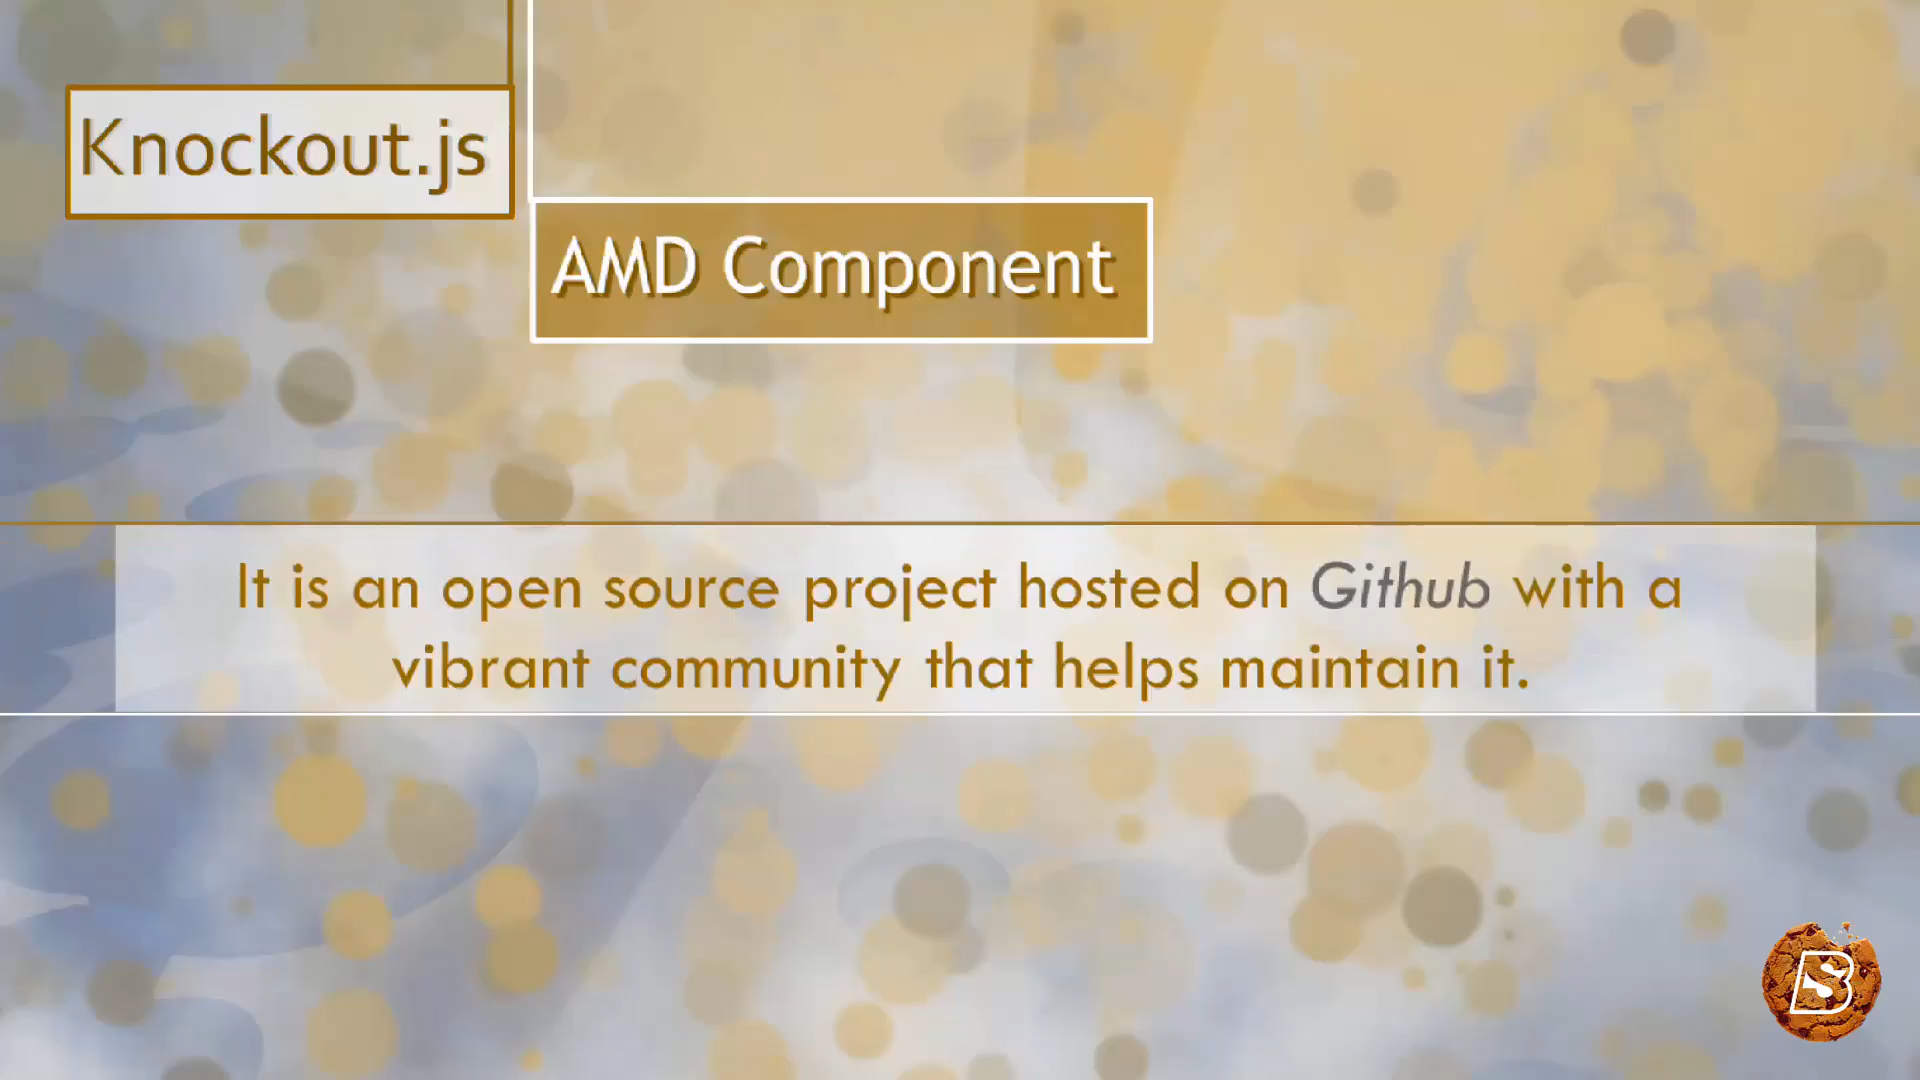 Knockout.js
AMD Component
It is an open source project hosted on Github with a
vibrant community that helps maintain it.
B